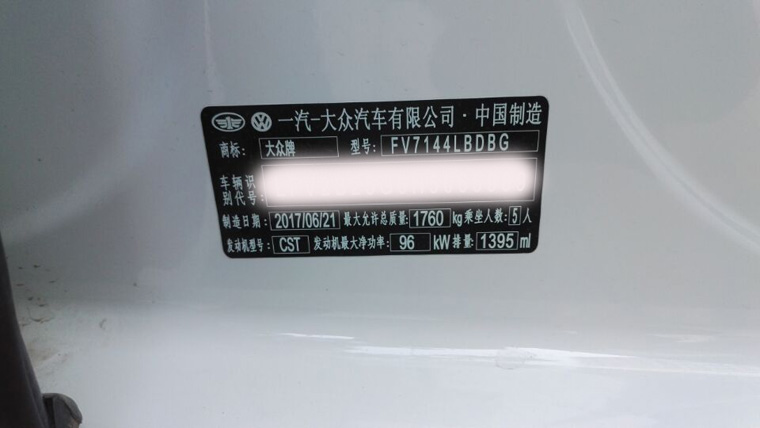 一汽-大众汽车有限公司·中国制造
商标: 大众牌 型号: FV7144LBDBG
车辆识
别代号:
制造日期: 2017/06/21 最大允许总质量: 1760 kg 乘坐人数: 5 人
发动机型号: CST 发动机最大净功率: 96 kW 排量: 1395 ml